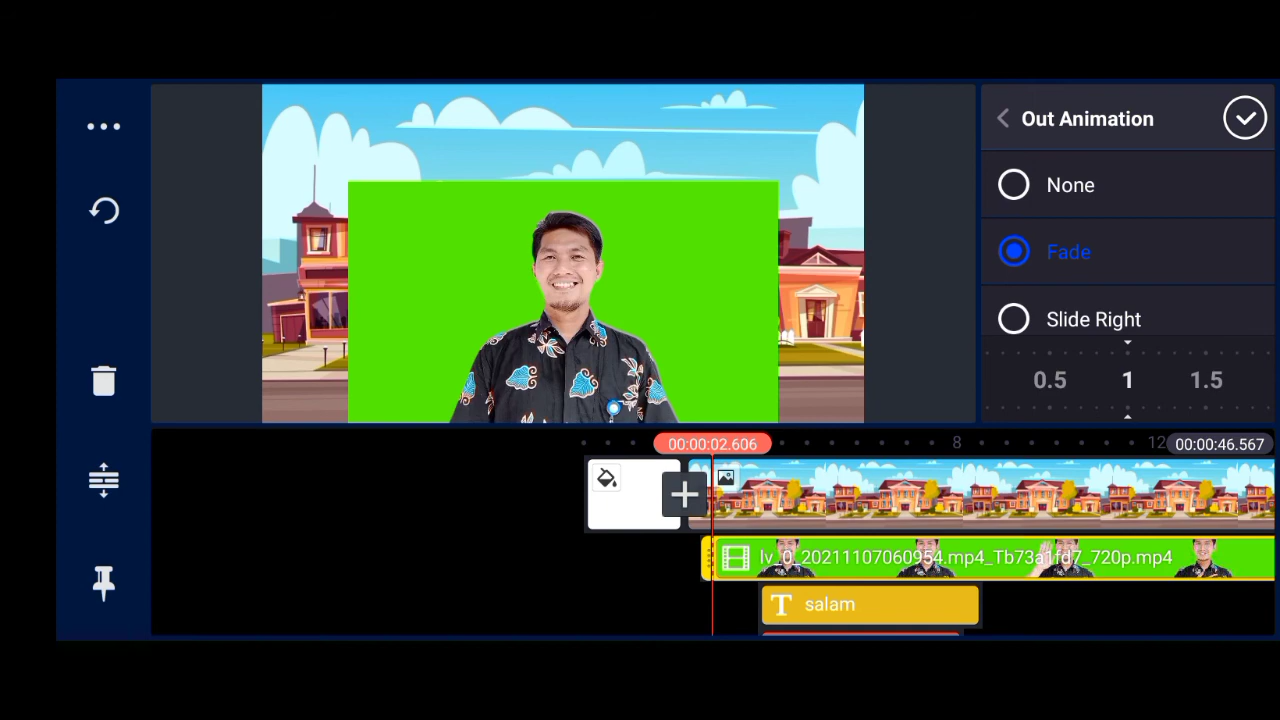 Out Animation
None
Fade
Slide Right
0.5 1 1.5
00:00:02.606 8 12 00:00:46.567
lv_0_20211107060954.mp4_Tb73a1fd7_720p.mp4
T salam